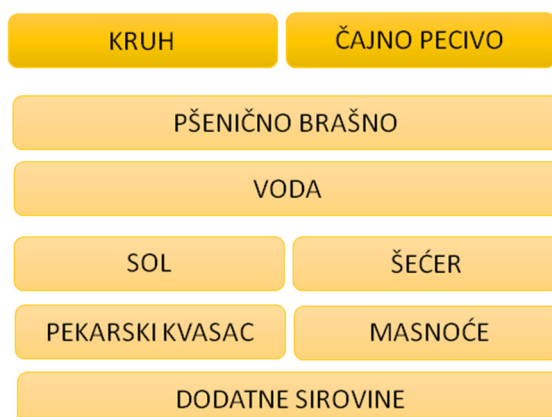 KRUH
ČAJNO PECIVO
PŠENIČNO BRAŠNO
VODA
SOL
ŠEĆER
PEKARSKI KVASAC
MASNOĆE
DODATNE SIROVINE